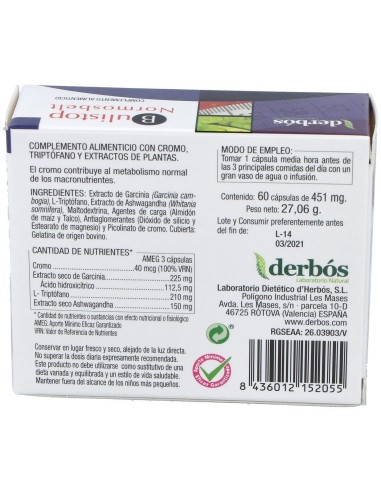 Bulistop
Normosbelt
COMPLEMENTO ALIMENTICIO
derbós
COMPLEMENTO ALIMENTICIO CON CROMO,
TRIPTÓFANO Y EXTRACTOS DE PLANTAS.
El cromo contribuye al metabolismo normal
de los macronutrientes.
INGREDIENTES: Extracto de Garcinia (Garcinia cam-
bogia), L-Triptófano, Extracto de Ashwagandha (Whitania
somnifera), Maltodextrina, Agentes de carga (Almidón
de maíz y Talco), Antiaglomerantes (Dióxido de silicio y
Estearato de magnesio) y Picolinato de cromo. Cubierta:
Gelatina de origen bovino.
CANTIDAD DE NUTRIENTES*
AMEG 3 cápsulas
Cromo 40 mcg (100% VRN)
Extracto seco de Garcinia 225 mg
Ácido hidroxicítrico 112,5 mg
L- Triptófano 210 mg
Extracto seco Ashwagandha 150 mg
* Cantidad de nutrientes o sustancias con efecto nutricional o fisiológico
AMEG: Aporte Mínimo Eficaz Garantizado
VRN: Valor de Referencia de Nutrientes
Conservar en lugar fresco y seco, alejado de la luz directa.
No superar la dosis diaria expresamente recomendada.
Este producto no debe utilizarse como sustituto de una
dieta variada y equilibrada y un estilo de vida saludable.
Mantener fuera del alcance de los niños más pequeños.
MODO DE EMPLEO:
Tomar 1 cápsula media hora antes de
las 3 principales comidas del día con un
gran vaso de agua o infusión.
Contenido: 60 cápsulas de 451 mg.
Peso neto: 27,06 g.
Lote y Consumir preferentemente antes
del fin de:
L-14
03/2021
derbós
Laboratorio Natural
Laboratorio Dietético d'Herbós, S.L.
Polígono Industrial Les Mases
Avda. Les Mases, s/n - parcela 10-D
46725 RÓTOVA (Valencia) ESPAÑA
www.derbos.com
RGSEAA: 26.03903/V
Aporte Mínimo
Eficaz Garantizado
8 436012 152055